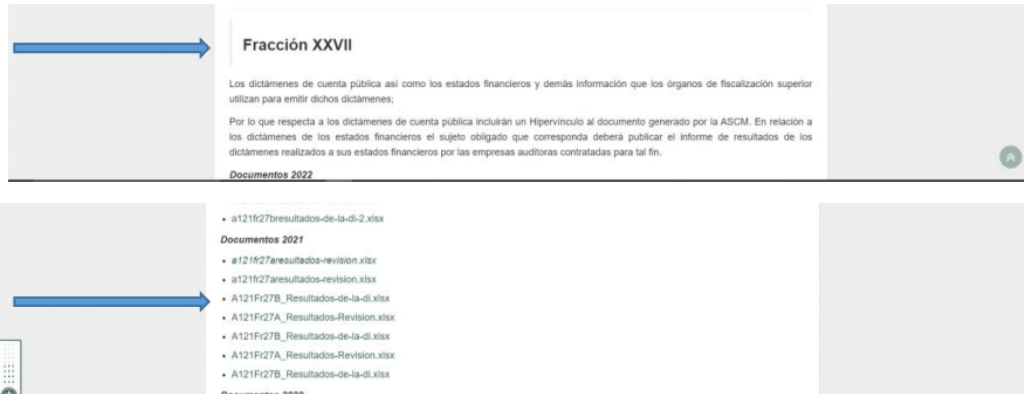 Fracción XXVII
Los dictámenes de cuenta pública así como los estados financieros y demás información que los órganos de fiscalización superior
utilizan para emitir dichos dictámenes;
Por lo que respecta a los dictámenes de cuenta pública incluirán un Hipervínculo al documento generado por la ASCM. En relación a
los dictámenes de los estados financieros el sujeto obligado que corresponda deberá publicar el informe de resultados de los
dictámenes realizados a sus estados financieros por las empresas auditoras contratadas para tal fin.
Documentos 2022
• a121fr27bresultados-de-la-di-2.xlsx
Documentos 2021
• a121fr27aresultados-revision.xlsx
• a121fr27aresultados-revision.xlsx
• A121Fr27B_Resultados-de-la-di.xlsx
• A121Fr27A_Resultados-Revision.xlsx
• A121Fr27B_Resultados-de-la-di.xlsx
• A121Fr27A_Resultados-Revision.xlsx
• A121Fr27B_Resultados-de-la-di.xlsx
Documentos 2020